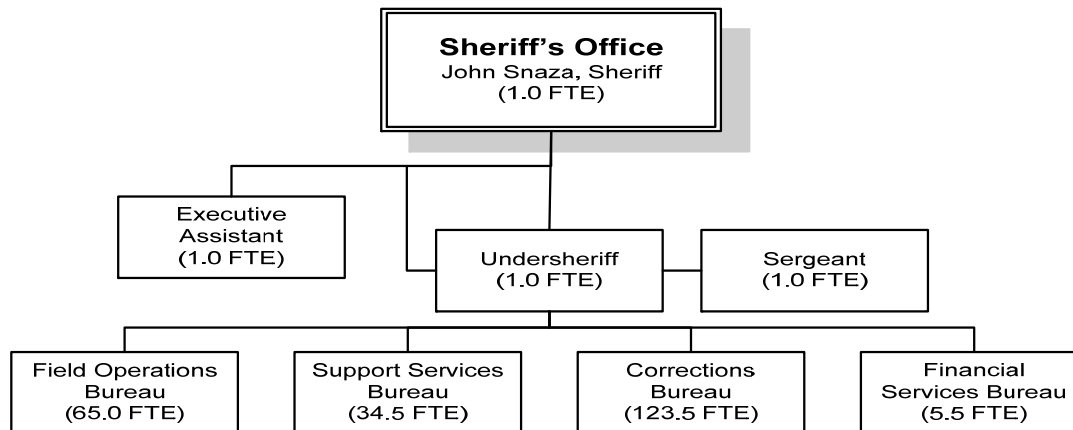 Sheriff's Office
John Snaza, Sheriff
(1.0 FTE)
Executive
Assistant
(1.0 FTE)
Undersheriff
(1.0 FTE)
Sergeant
(1.0 FTE)
Field Operations
Bureau
(65.0 FTE)
Support Services
Bureau
(34.5 FTE)
Corrections
Bureau
(123.5 FTE)
Financial
Services Bureau
(5.5 FTE)